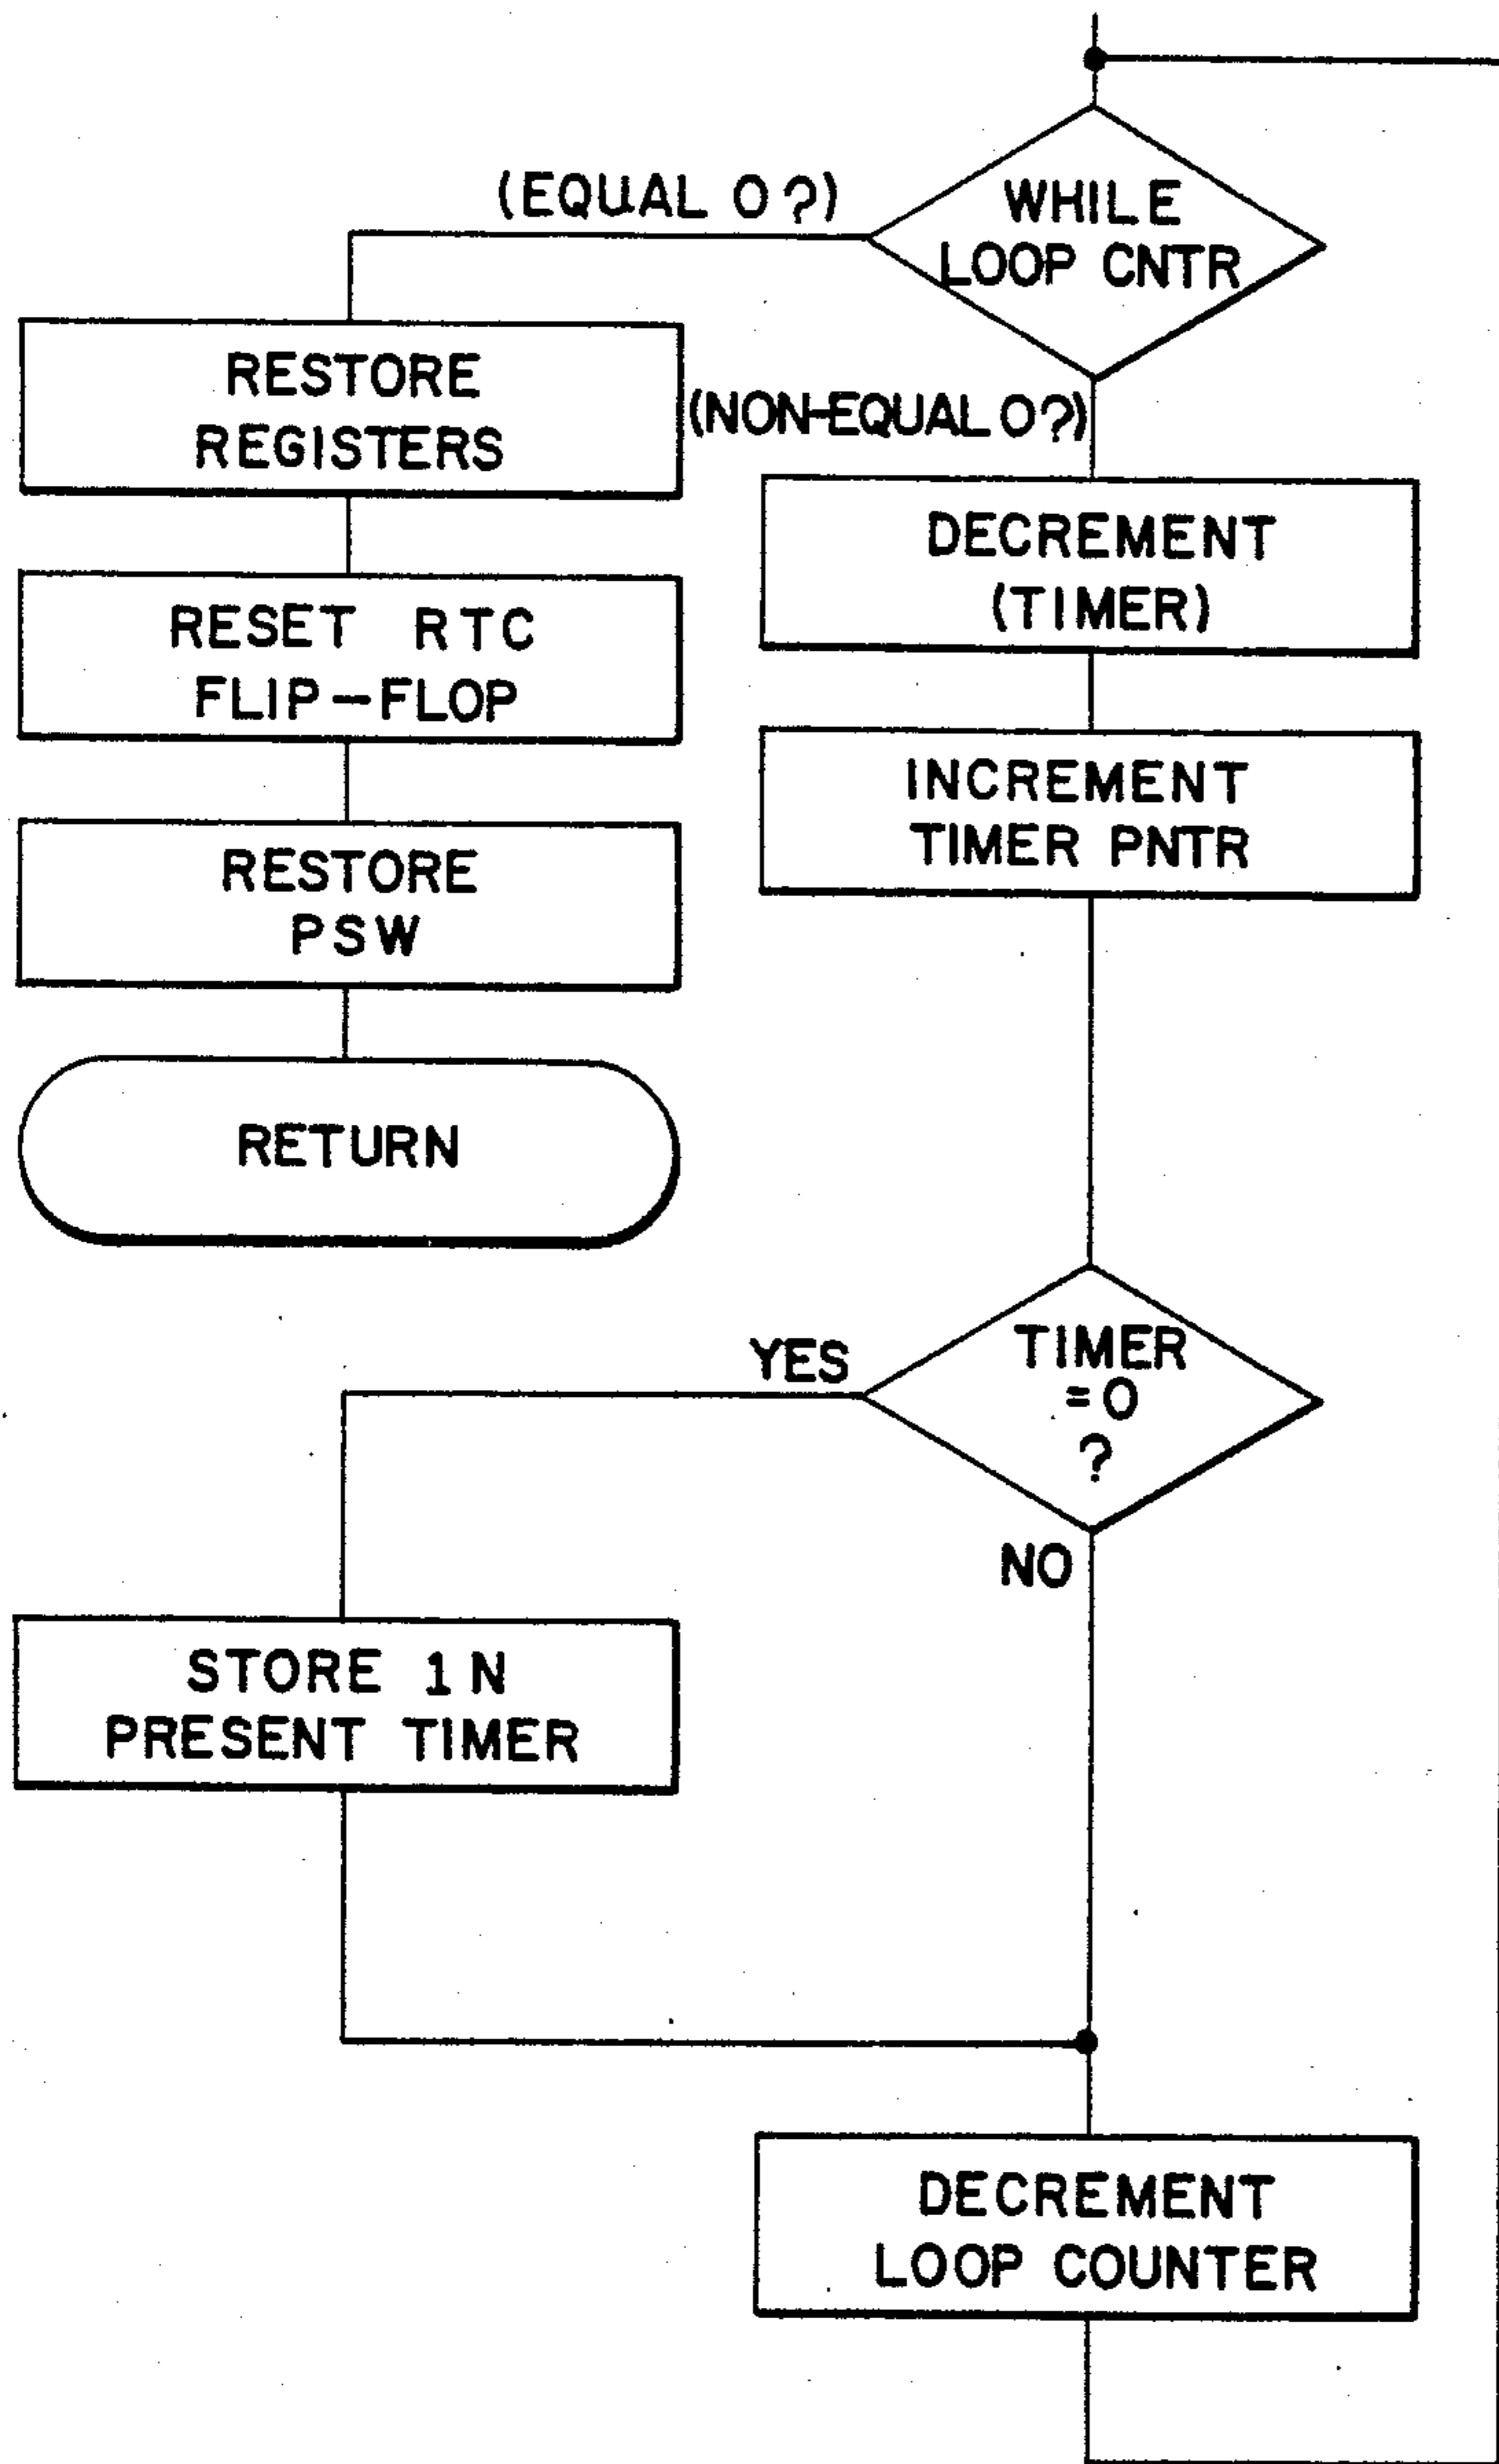 WHILE
LOOP CNTR
(EQUAL 0?)
(NON-EQUAL 0?)
RESTORE
REGISTERS
RESET RTC
FLIP-FLOP
RESTORE
PSW
RETURN
DECREMENT
(TIMER)
INCREMENT
TIMER PNTR
TIMER
=0
?
YES
NO
STORE 1 N
PRESENT TIMER
DECREMENT
LOOP COUNTER